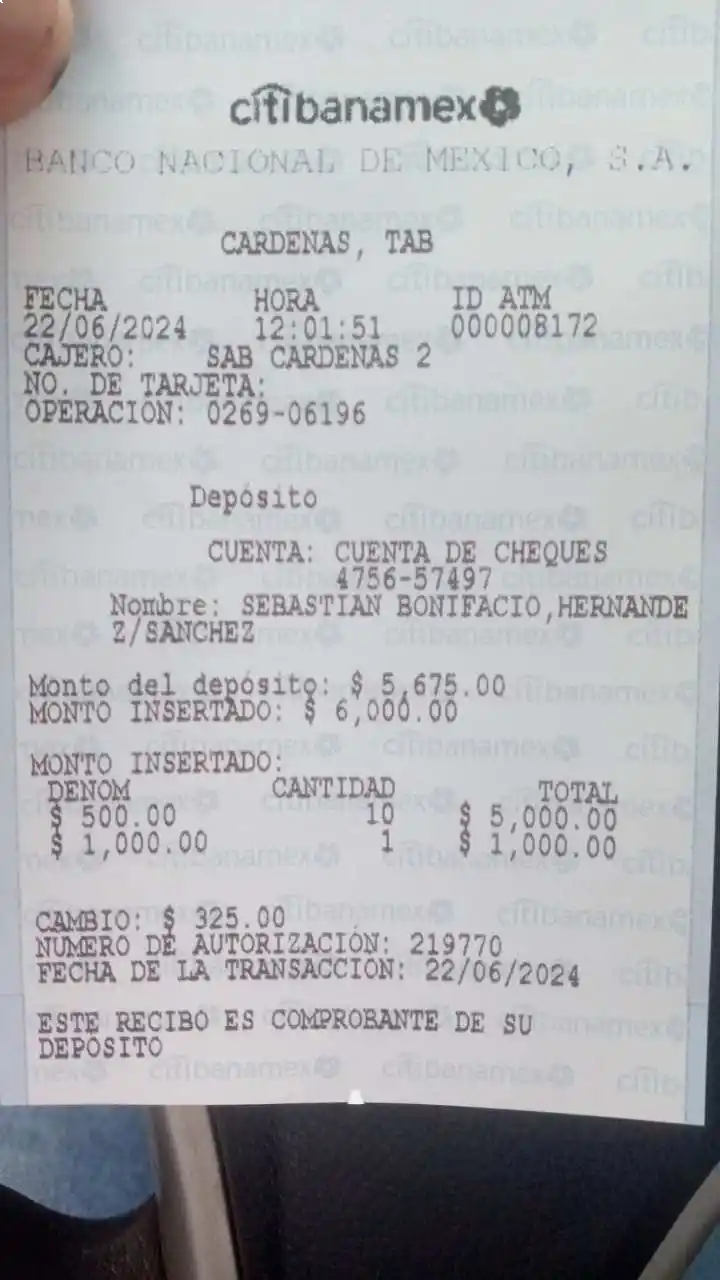 citibanamex
BANCO NACIONAL DE MEXICO, S.A.
CARDENAS, TAB
FECHA HORA ID ATM
22/06/2024 12:01:51 000008172
CAJERO: SAB CARDENAS 2
NO. DE TARJETA:
OPERACIÓN: 0269-06196
Depósito
CUENTA: CUENTA DE CHEQUES
4756-57497
Nombre: SEBASTIAN BONIFACIO,HERNANDE
Z/SANCHEZ
Monto del depósito: $ 5,675.00
MONTO INSERTADO: $ 6,000.00
MONTO INSERTADO:
DENOM CANTIDAD TOTAL
$ 500.00 10 $ 5,000.00
$ 1,000.00 1 $ 1,000.00
CAMBIO: $ 325.00
NUMERO DE AUTORIZACIÓN: 219770
FECHA DE LA TRANSACCION: 22/06/2024
ESTE RECIBO ES COMPROBANTE DE SU
DEPÓSITO